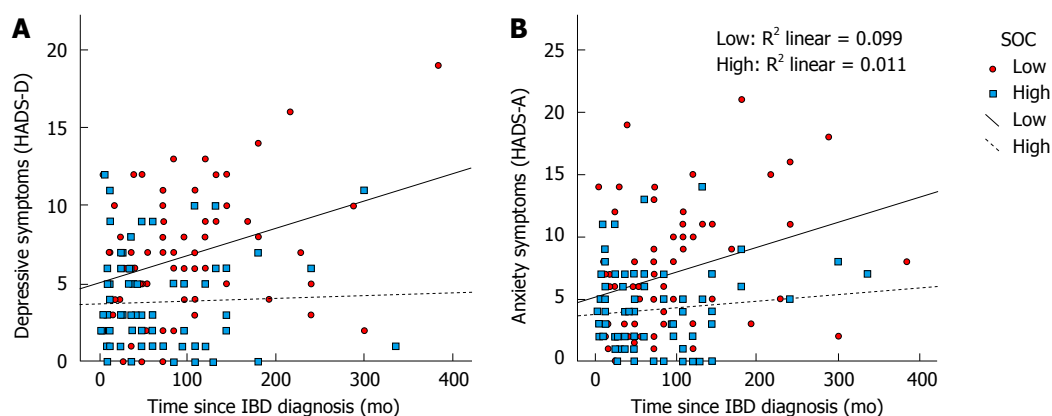 A
Depressive symptoms (HADS-D)
20
15
10
5
0
0 100 200 300 400
Time since IBD diagnosis (mo)
B
Low: R² linear = 0.099
High: R² linear = 0.011
Anxiety symptoms (HADS-A)
25
20
15
10
5
0
0 100 200 300 400
Time since IBD diagnosis (mo)
SOC
Low
High
Low
High